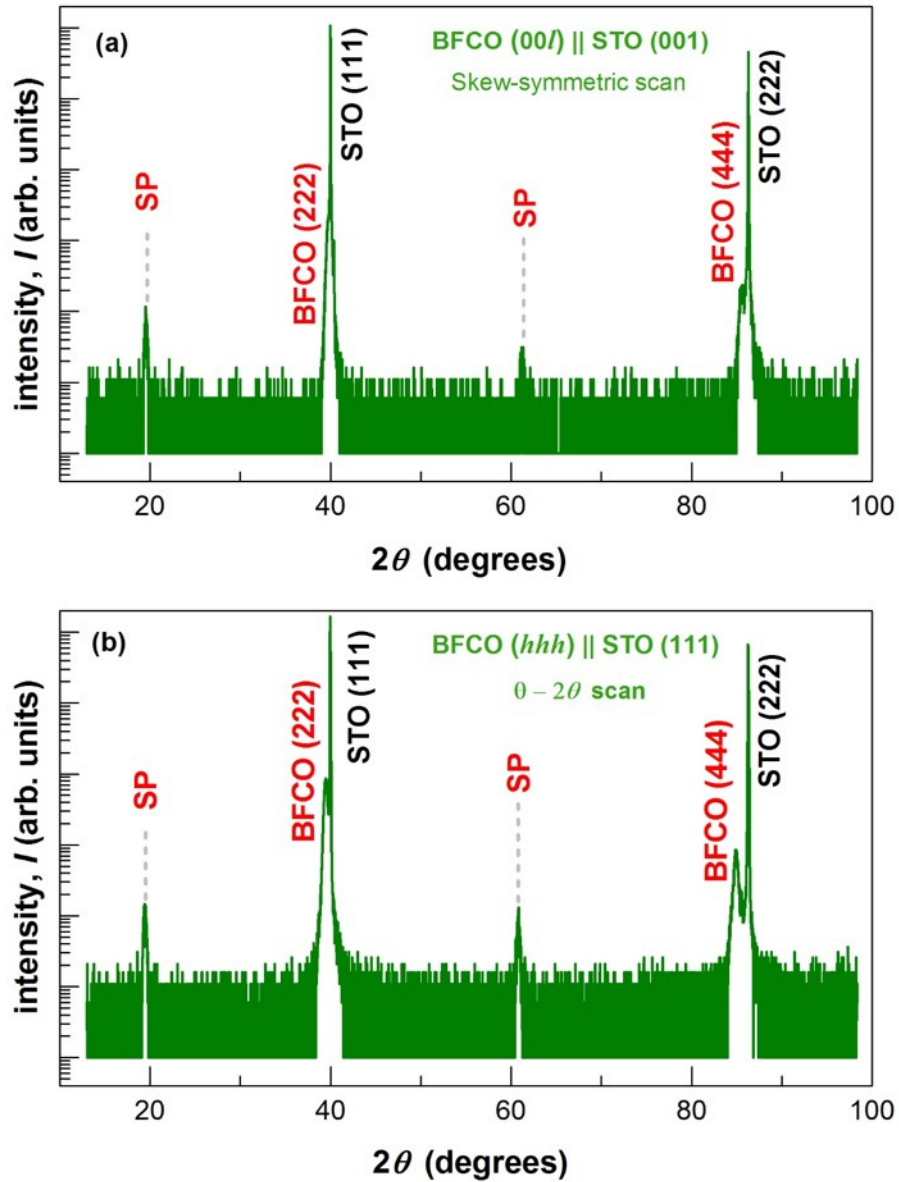 (a)
BFCO (00l) || STO (001)
Skew-symmetric scan
SP
BFCO (222)
STO (111)
SP
BFCO (444)
STO (222)
intensity, I (arb. units)
20 40 60 80 100
2θ (degrees)
(b)
BFCO (hhh) || STO (111)
θ – 2θ scan
SP
BFCO (222)
STO (111)
SP
BFCO (444)
STO (222)
intensity, I (arb. units)
20 40 60 80 100
2θ (degrees)